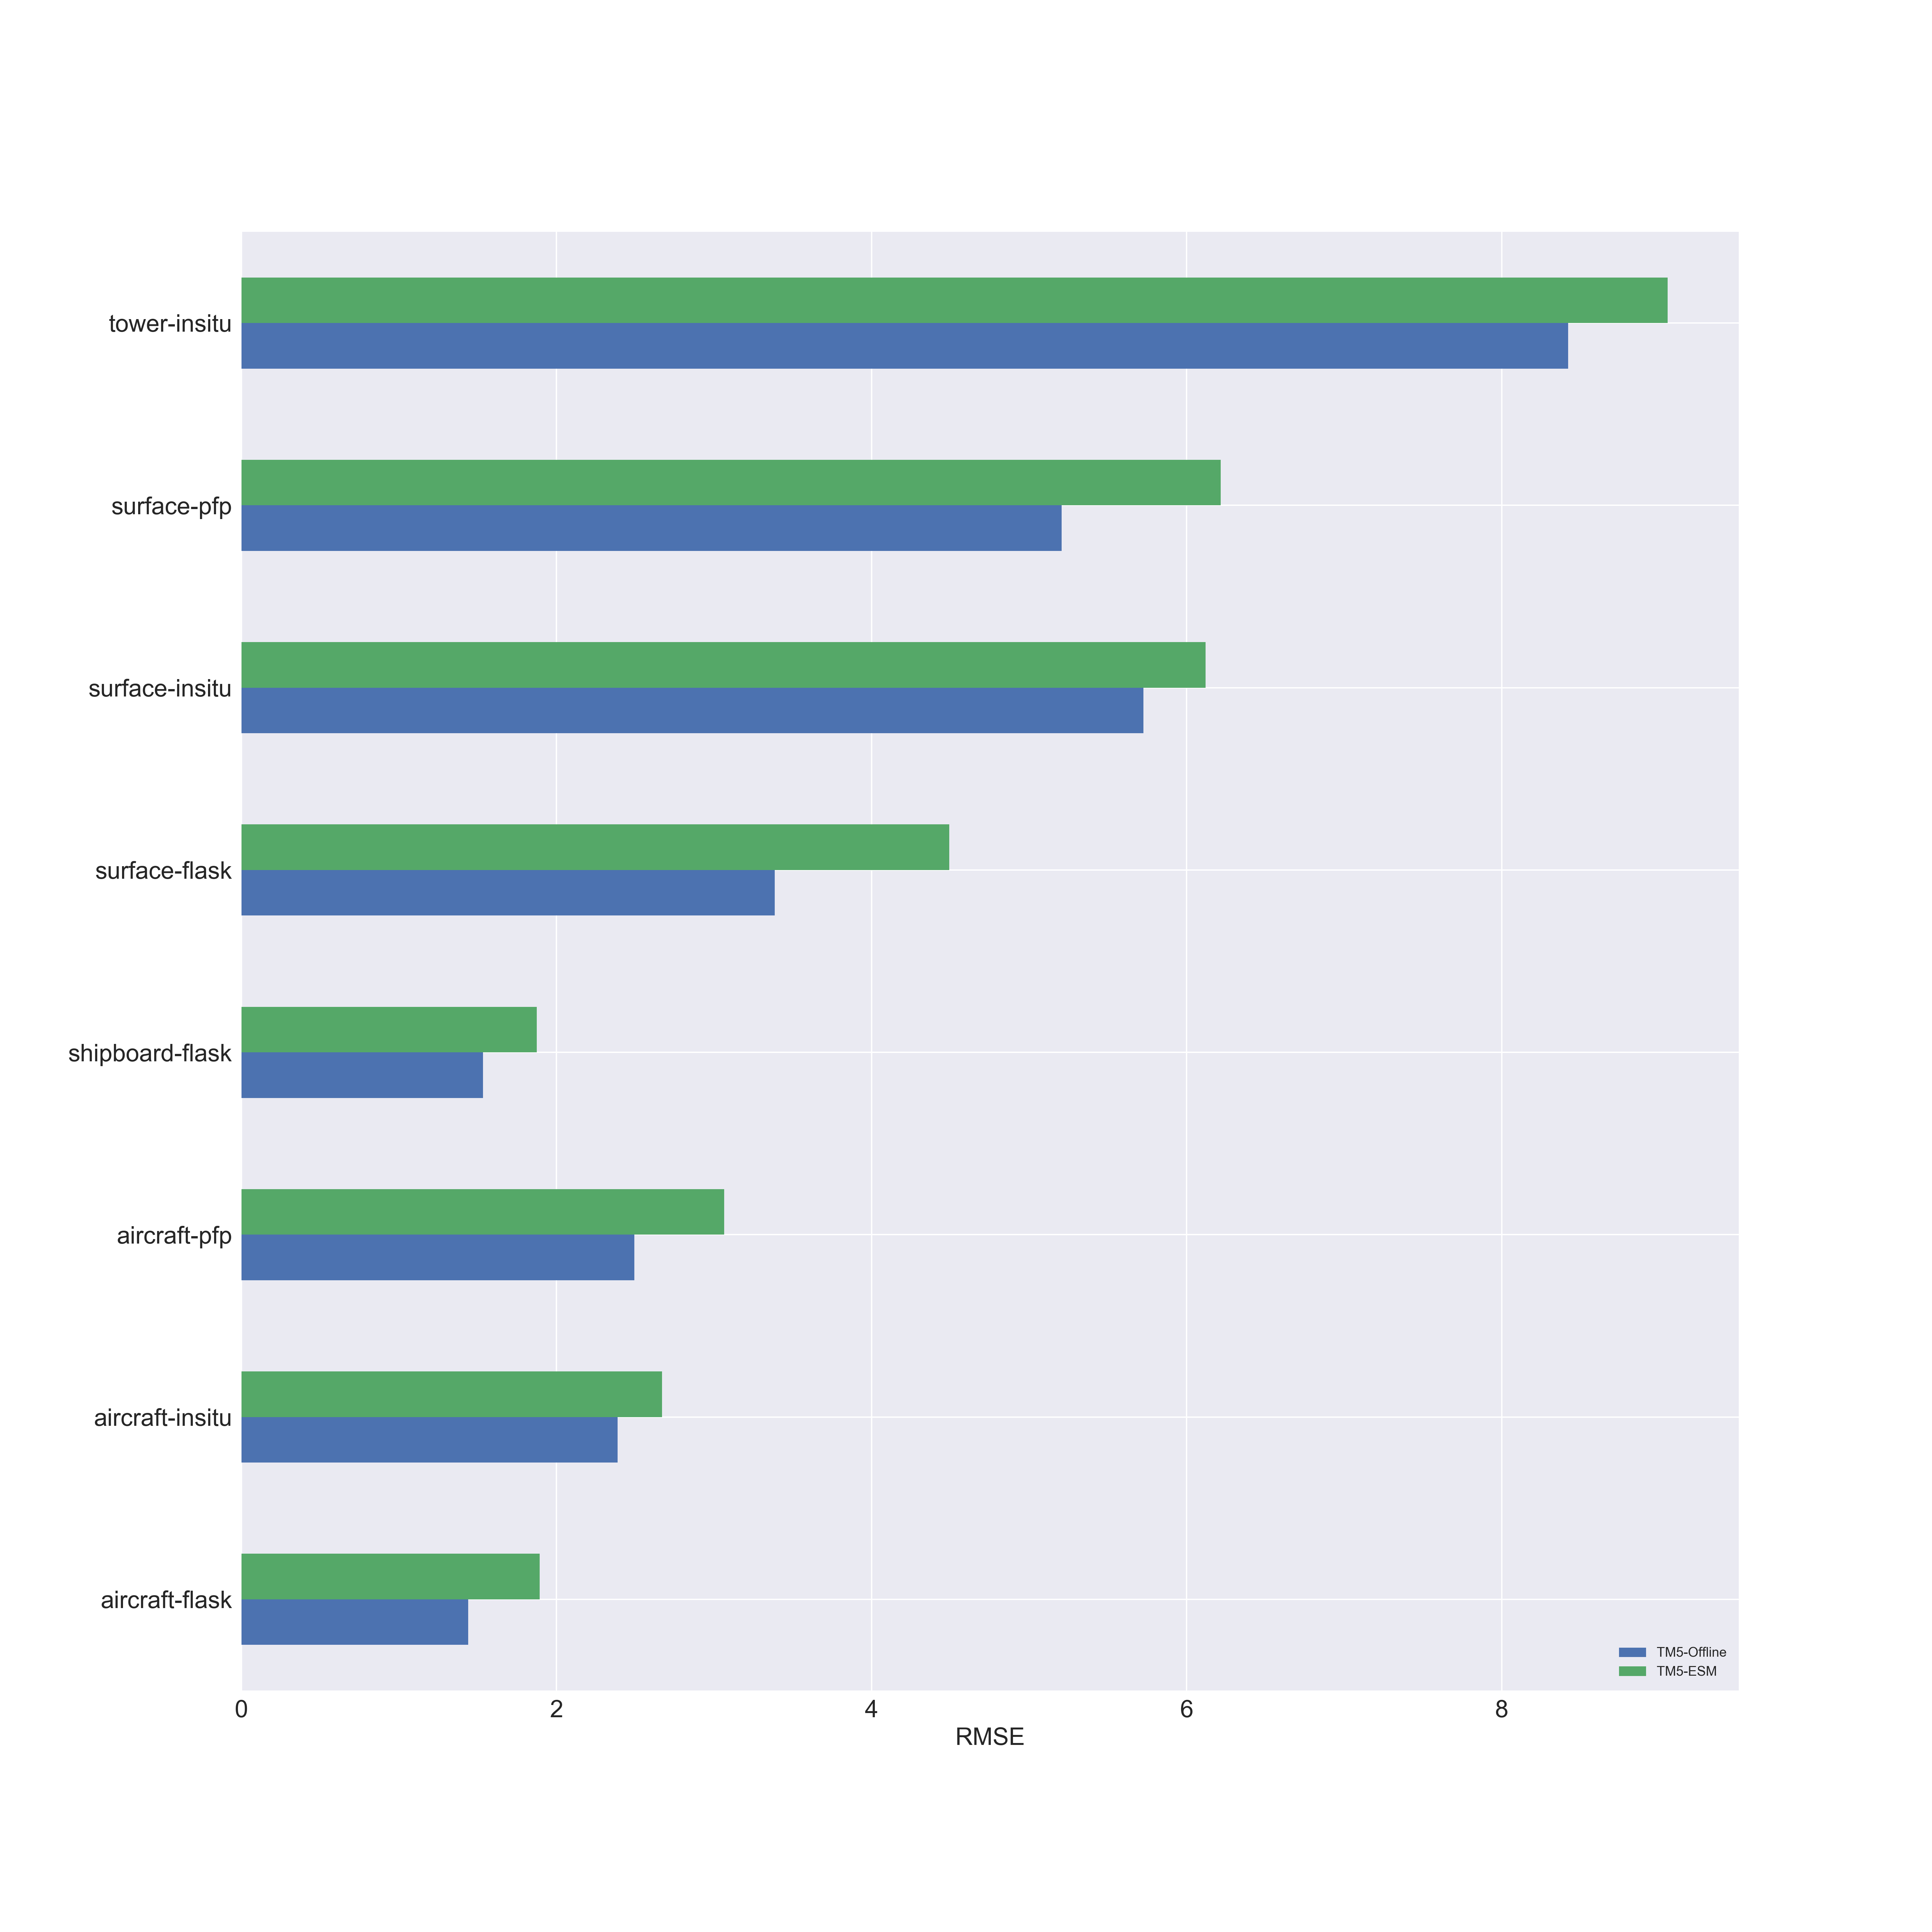 tower-insitu
surface-pfp
surface-insitu
surface-flask
shipboard-flask
aircraft-pfp
aircraft-insitu
aircraft-flask
TM5-Offline
TM5-ESM
0 2 4 6 8
RMSE